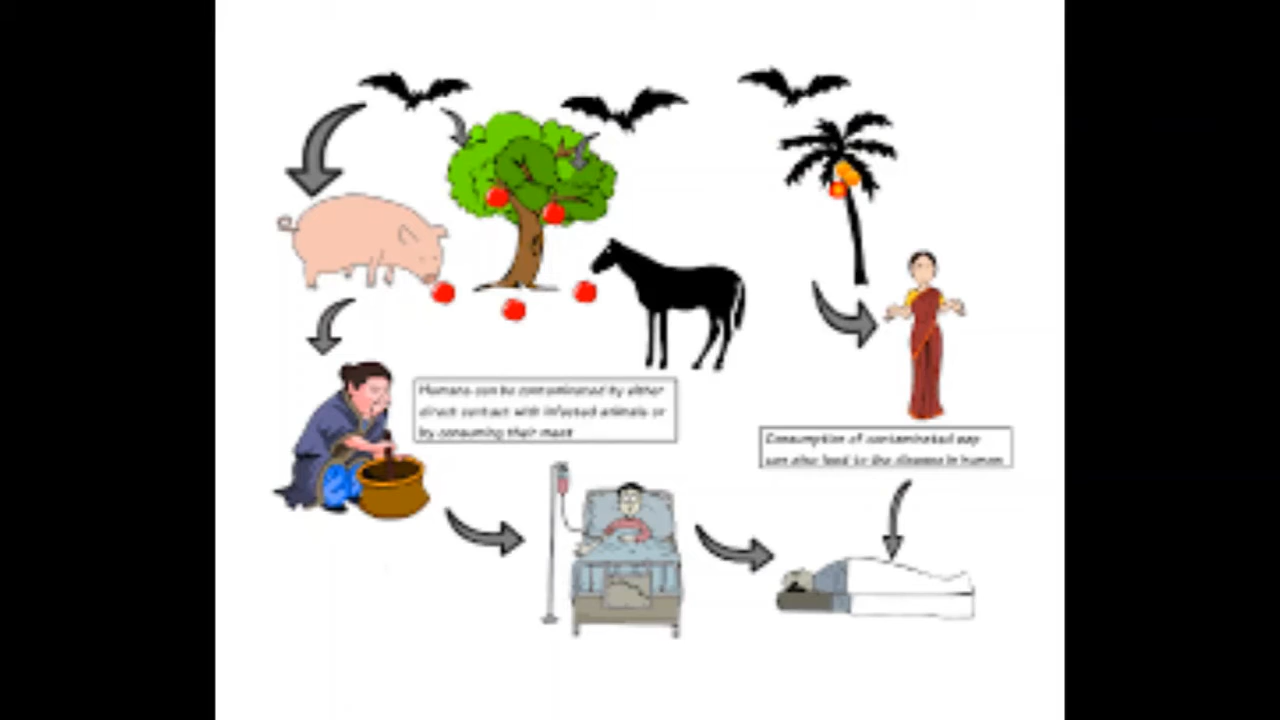 Humans can be contaminated by either
direct contact with infected animals or
by consuming their meat
Consumption of contaminated sap
can also lead to the disease in human